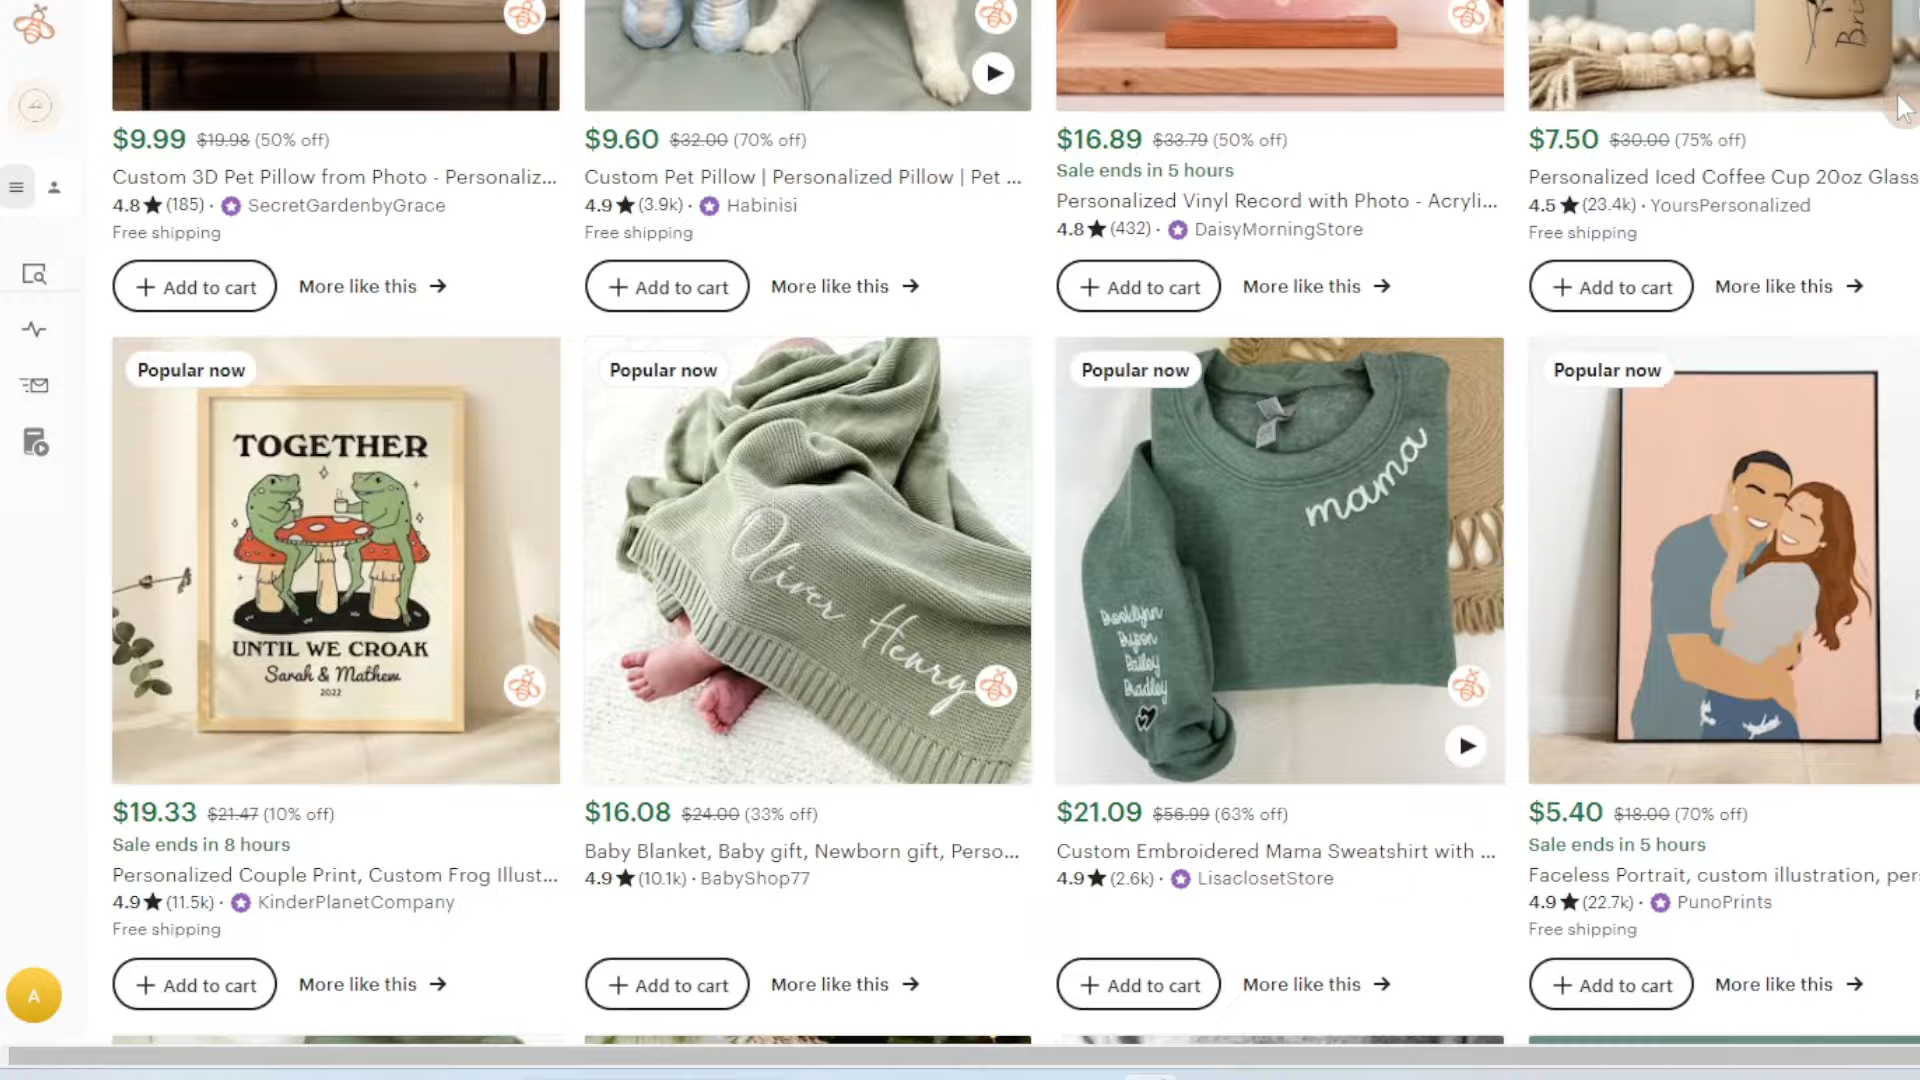 Bri
$9.99 $19.98 (50% off)
Custom 3D Pet Pillow from Photo - Personaliz...
4.8★(185) · SecretGardenbyGrace
Free shipping
+ Add to cart More like this →
$9.60 $32.00 (70% off)
Custom Pet Pillow | Personalized Pillow | Pet ...
4.9★(3.9k) · Habinisi
Free shipping
+ Add to cart More like this →
$16.89 $33.79 (50% off)
Sale ends in 5 hours
Personalized Vinyl Record with Photo - Acryli...
4.8★(432) · DaisyMorningStore
+ Add to cart More like this →
$7.50 $30.00 (75% off)
Personalized Iced Coffee Cup 20oz Glass
4.5★(23.4k) · YoursPersonalized
Free shipping
+ Add to cart More like this →
Popular now
TOGETHER
UNTIL WE CROAK
Sarah & Mathew
2022
$19.33 $21.47 (10% off)
Sale ends in 8 hours
Personalized Couple Print, Custom Frog Illust...
4.9★(11.5k) · KinderPlanetCompany
Free shipping
+ Add to cart More like this →
Popular now
Oliver Henry
$16.08 $24.00 (33% off)
Baby Blanket, Baby gift, Newborn gift, Perso...
4.9★(10.1k) · BabyShop77
+ Add to cart More like this →
Popular now
mama
Brooklynn
Bryson
Bailey
Bradley
$21.09 $56.99 (63% off)
Custom Embroidered Mama Sweatshirt with ...
4.9★(2.6k) · LisaclosetStore
+ Add to cart More like this →
Popular now
$5.40 $18.00 (70% off)
Sale ends in 5 hours
Faceless Portrait, custom illustration, per
4.9★(22.7k) · PunoPrints
Free shipping
+ Add to cart More like this →
A